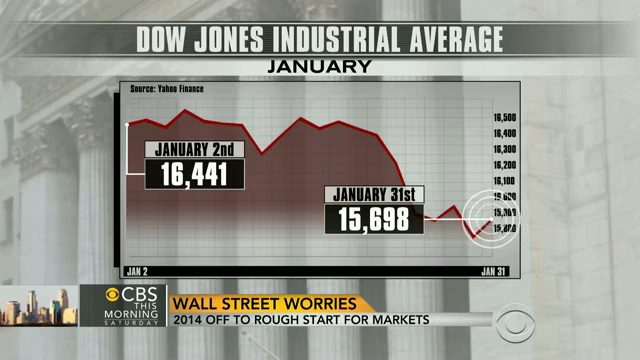 DOW JONES INDUSTRIAL AVERAGE
JANUARY
Source: Yahoo Finance
16,500
16,400
16,300
16,200
16,100
JANUARY 2nd
16,441
JANUARY 31st
15,698
JAN 2
JAN 31
CBS
THIS
MORNING
SATURDAY
WALL STREET WORRIES
2014 OFF TO ROUGH START FOR MARKETS